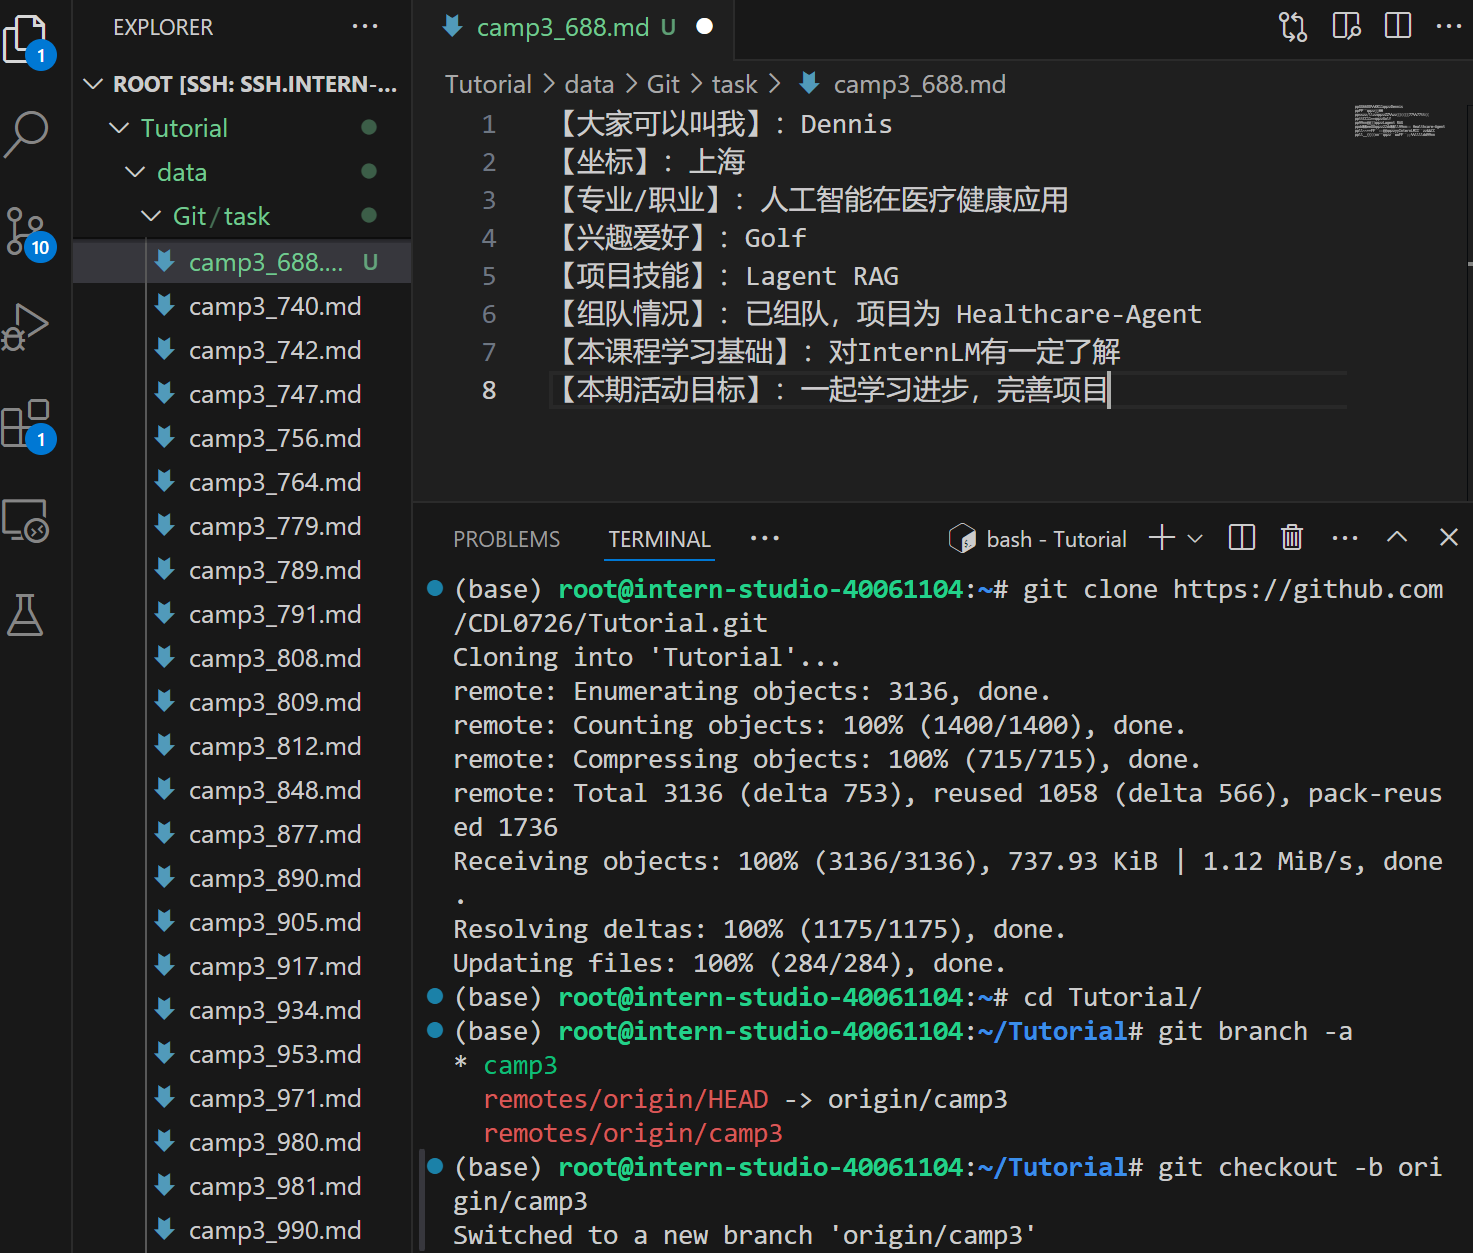 EXPLORER
ROOT [SSH: SSH.INTERN-...
Tutorial
data
Git/task
camp3_688.... U
camp3_740.md
camp3_742.md
camp3_747.md
camp3_756.md
camp3_764.md
camp3_779.md
camp3_789.md
camp3_791.md
camp3_808.md
camp3_809.md
camp3_812.md
camp3_848.md
camp3_877.md
camp3_890.md
camp3_905.md
camp3_917.md
camp3_934.md
camp3_953.md
camp3_971.md
camp3_980.md
camp3_981.md
camp3_990.md
1
10
1
camp3_688.md U
Tutorial > data > Git > task > camp3_688.md
1 【大家可以叫我】：Dennis
2 【坐标】：上海
3 【专业/职业】：人工智能在医疗健康应用
4 【兴趣爱好】：Golf
5 【项目技能】：Lagent RAG
6 【组队情况】：已组队，项目为 Healthcare-Agent
7 【本课程学习基础】：对InternLM有一定了解
8 【本期活动目标】：一起学习进步，完善项目
PROBLEMS TERMINAL ... bash - Tutorial
(base) root@intern-studio-40061104:~# git clone https://github.com
/CDL0726/Tutorial.git
Cloning into 'Tutorial'...
remote: Enumerating objects: 3136, done.
remote: Counting objects: 100% (1400/1400), done.
remote: Compressing objects: 100% (715/715), done.
remote: Total 3136 (delta 753), reused 1058 (delta 566), pack-reus
ed 1736
Receiving objects: 100% (3136/3136), 737.93 KiB | 1.12 MiB/s, done
.
Resolving deltas: 100% (1175/1175), done.
Updating files: 100% (284/284), done.
(base) root@intern-studio-40061104:~# cd Tutorial/
(base) root@intern-studio-40061104:~/Tutorial# git branch -a
* camp3
remotes/origin/HEAD -> origin/camp3
remotes/origin/camp3
(base) root@intern-studio-40061104:~/Tutorial# git checkout -b ori
gin/camp3
Switched to a new branch 'origin/camp3'